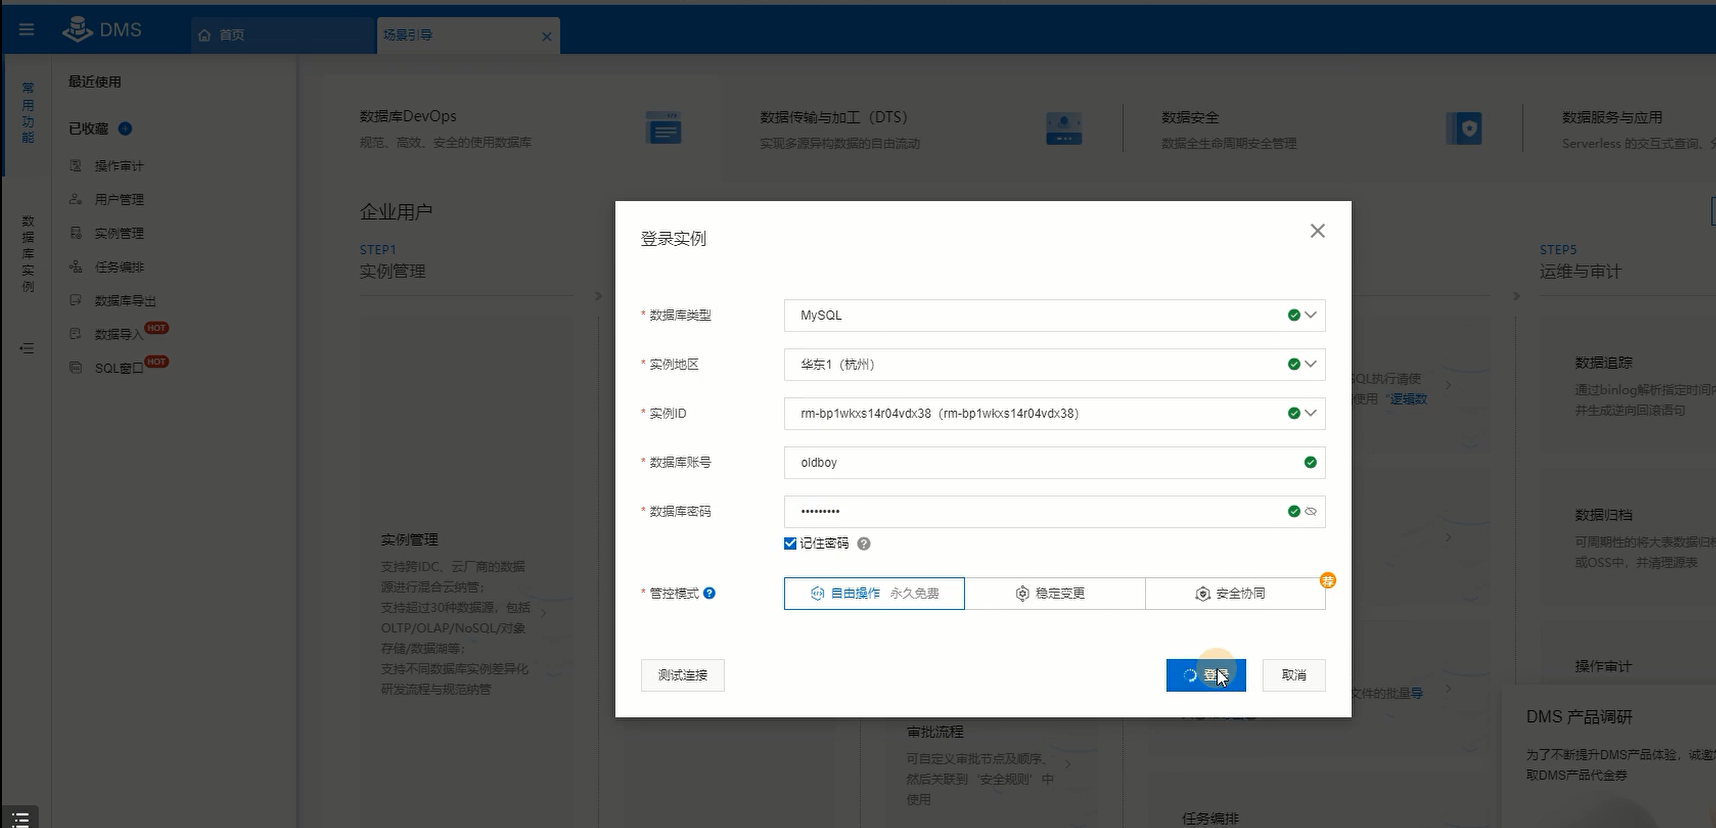 DMS
首页
场景引导
常用功能
数据库实例
最近使用
已收藏
操作审计
用户管理
实例管理
任务编排
数据库导出
数据导入 HOT
SQL窗口 HOT
数据库DevOps
规范、高效、安全的使用数据库
数据传输与加工（DTS）
实现多源异构数据的自由流动
数据安全
数据全生命周期安全管理
数据服务与应用
Serverless 的交互式查询、
企业用户
STEP1
实例管理
STEP5
运维与审计
实例管理
支持跨IDC、云厂商的数据
源进行混合云纳管；
支持超过30种数据源，包括
OLTP/OLAP/NoSQL/对象
存储/数据湖等；
支持不同数据库实例差异化
研发流程与规范纳管
登录实例
* 数据库类型
MySQL
* 实例地区
华东1（杭州）
* 实例ID
rm-bp1wkxs14r04vdx38（rm-bp1wkxs14r04vdx38）
* 数据库账号
oldboy
* 数据库密码
•••••••••
记住密码
* 管控模式
自由操作 永久免费
稳定变更
安全协同
荐
测试连接
登录
取消
SQL执行请使
使用“逻辑数
文件的批量导
审批流程
可自定义审批节点及顺序、
然后关联到‘安全规则’中
使用
任务编排
数据追踪
通过binlog解析指定时间
并生成逆向回滚语句
数据归档
可周期性的将大表数据归
或OSS中，并清理源表
操作审计
DMS 产品调研
为了不断提升DMS产品体验，诚邀
取DMS产品代金券